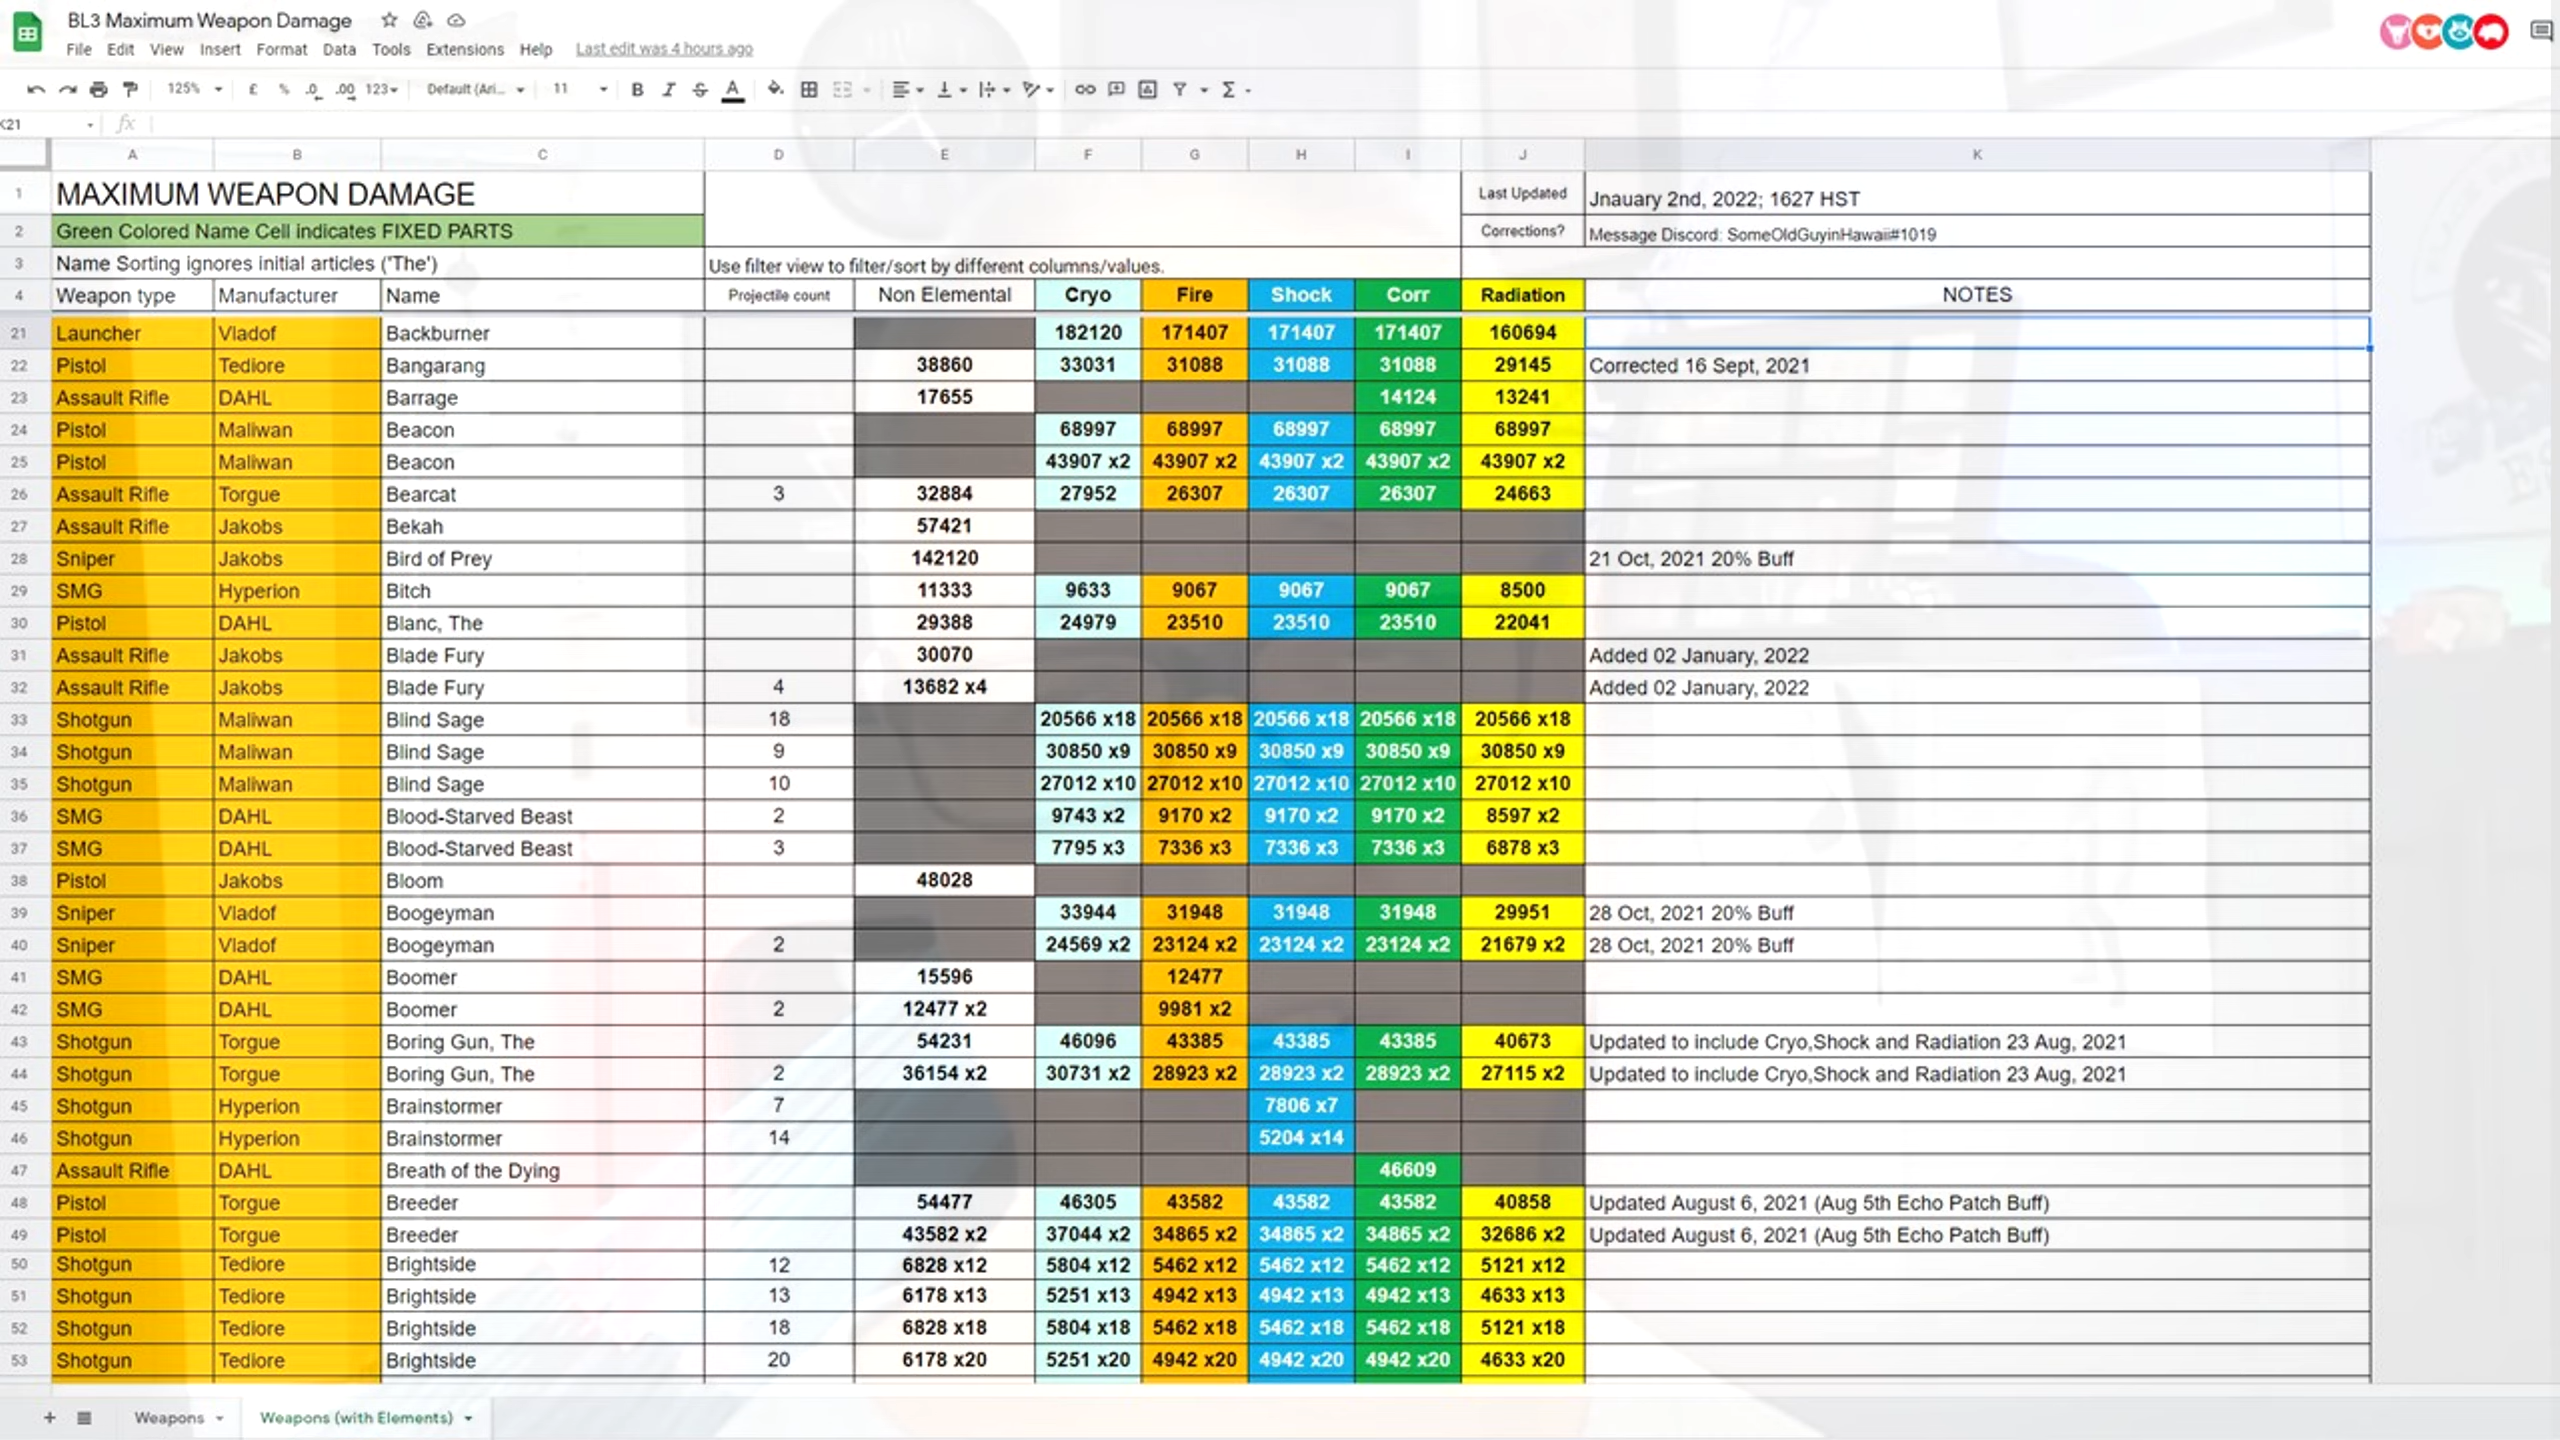 BL3 Maximum Weapon Damage
File Edit View Insert Format Data Tools Extensions Help Last edit was 4 hours ago
125% £ % .0 .00 123 Default (Ari... 11 B I S A
K21 fx
A B C D E F G H I J K
1 MAXIMUM WEAPON DAMAGE Last Updated Jnauary 2nd, 2022; 1627 HST
2 Green Colored Name Cell indicates FIXED PARTS Corrections? Message Discord: SomeOldGuyinHawaii#1019
3 Name Sorting ignores initial articles ('The') Use filter view to filter/sort by different columns/values.
4 Weapon type Manufacturer Name Projectile count Non Elemental Cryo Fire Shock Corr Radiation NOTES
21 Launcher Vladof Backburner 182120 171407 171407 171407 160694
22 Pistol Tediore Bangarang 38860 33031 31088 31088 31088 29145 Corrected 16 Sept, 2021
23 Assault Rifle DAHL Barrage 17655 14124 13241
24 Pistol Maliwan Beacon 68997 68997 68997 68997 68997
25 Pistol Maliwan Beacon 43907 x2 43907 x2 43907 x2 43907 x2 43907 x2
26 Assault Rifle Torgue Bearcat 3 32884 27952 26307 26307 26307 24663
27 Assault Rifle Jakobs Bekah 57421
28 Sniper Jakobs Bird of Prey 142120 21 Oct, 2021 20% Buff
29 SMG Hyperion Bitch 11333 9633 9067 9067 9067 8500
30 Pistol DAHL Blanc, The 29388 24979 23510 23510 23510 22041
31 Assault Rifle Jakobs Blade Fury 30070 Added 02 January, 2022
32 Assault Rifle Jakobs Blade Fury 4 13682 x4 Added 02 January, 2022
33 Shotgun Maliwan Blind Sage 18 20566 x18 20566 x18 20566 x18 20566 x18 20566 x18
34 Shotgun Maliwan Blind Sage 9 30850 x9 30850 x9 30850 x9 30850 x9 30850 x9
35 Shotgun Maliwan Blind Sage 10 27012 x10 27012 x10 27012 x10 27012 x10 27012 x10
36 SMG DAHL Blood-Starved Beast 2 9743 x2 9170 x2 9170 x2 9170 x2 8597 x2
37 SMG DAHL Blood-Starved Beast 3 7795 x3 7336 x3 7336 x3 7336 x3 6878 x3
38 Pistol Jakobs Bloom 48028
39 Sniper Vladof Boogeyman 33944 31948 31948 31948 29951 28 Oct, 2021 20% Buff
40 Sniper Vladof Boogeyman 2 24569 x2 23124 x2 23124 x2 23124 x2 21679 x2 28 Oct, 2021 20% Buff
41 SMG DAHL Boomer 15596 12477
42 SMG DAHL Boomer 2 12477 x2 9981 x2
43 Shotgun Torgue Boring Gun, The 54231 46096 43385 43385 43385 40673 Updated to include Cryo,Shock and Radiation 23 Aug, 2021
44 Shotgun Torgue Boring Gun, The 2 36154 x2 30731 x2 28923 x2 28923 x2 28923 x2 27115 x2 Updated to include Cryo,Shock and Radiation 23 Aug, 2021
45 Shotgun Hyperion Brainstormer 7 7806 x7
46 Shotgun Hyperion Brainstormer 14 5204 x14
47 Assault Rifle DAHL Breath of the Dying 46609
48 Pistol Torgue Breeder 54477 46305 43582 43582 43582 40858 Updated August 6, 2021 (Aug 5th Echo Patch Buff)
49 Pistol Torgue Breeder 43582 x2 37044 x2 34865 x2 34865 x2 34865 x2 32686 x2 Updated August 6, 2021 (Aug 5th Echo Patch Buff)
50 Shotgun Tediore Brightside 12 6828 x12 5804 x12 5462 x12 5462 x12 5462 x12 5121 x12
51 Shotgun Tediore Brightside 13 6178 x13 5251 x13 4942 x13 4942 x13 4942 x13 4633 x13
52 Shotgun Tediore Brightside 18 6828 x18 5804 x18 5462 x18 5462 x18 5462 x18 5121 x18
53 Shotgun Tediore Brightside 20 6178 x20 5251 x20 4942 x20 4942 x20 4942 x20 4633 x20
Weapons Weapons (with Elements)